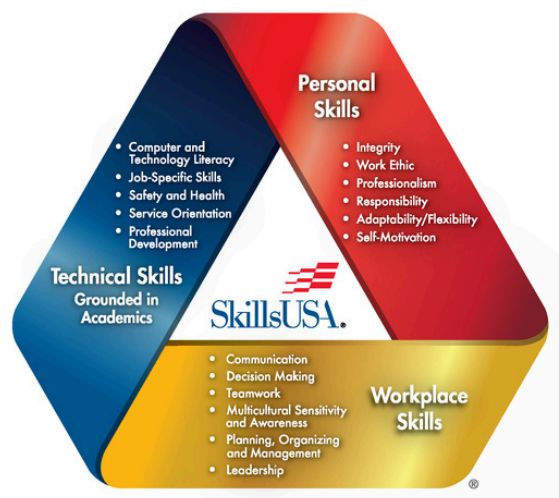 Personal
Skills
• Integrity
• Work Ethic
• Professionalism
• Responsibility
• Adaptability/Flexibility
• Self-Motivation
• Computer and
Technology Literacy
• Job-Specific Skills
• Safety and Health
• Service Orientation
• Professional
Development
Technical Skills
Grounded in
Academics
SkillsUSA®
• Communication
• Decision Making
• Teamwork
• Multicultural Sensitivity
and Awareness
• Planning, Organizing
and Management
• Leadership
Workplace
Skills
®